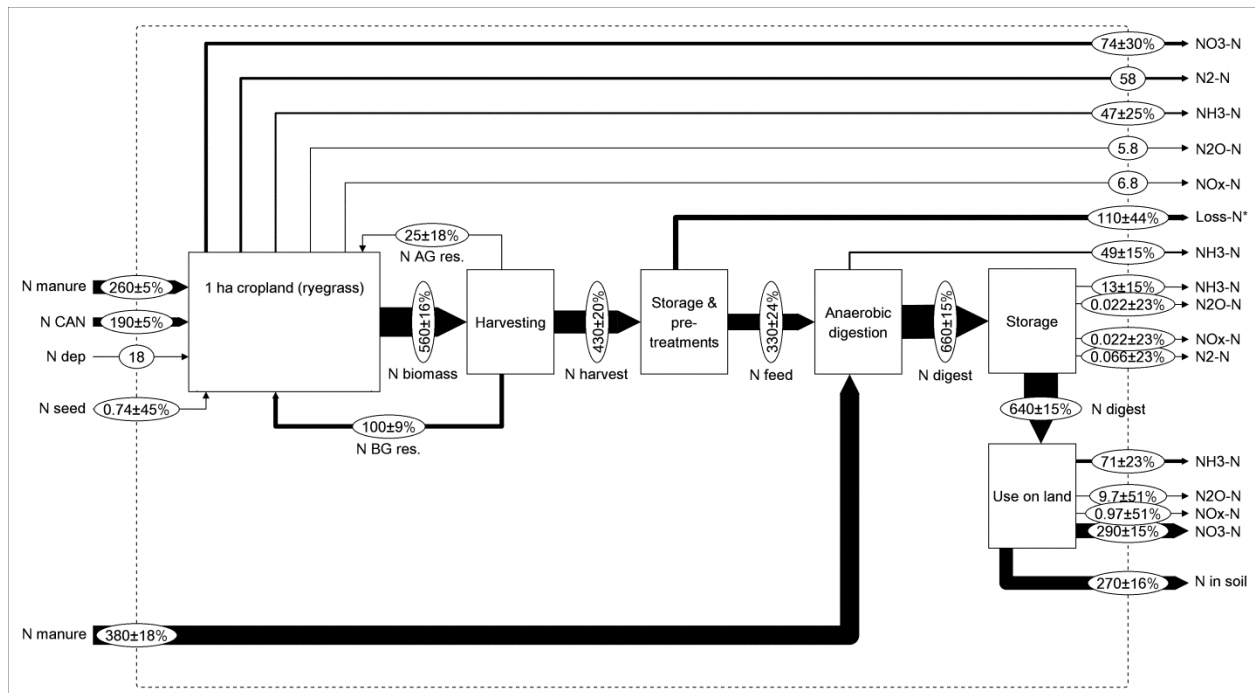 74±30% NO3-N
58 N2-N
47±25% NH3-N
5.8 N2O-N
6.8 NOx-N
110±44% Loss-N*
25±18%
N AG res.
49±15% NH3-N
N manure 260±5%
1 ha cropland (ryegrass)
N CAN 190±5%
N dep 18
N seed 0.74±45%
560±16%
N biomass
Harvesting
430±20%
N harvest
Storage &
pre-
treatments
330±24%
N feed
Anaerobic
digestion
660±15%
N digest
Storage
13±15% NH3-N
0.022±23% N2O-N
0.022±23% NOx-N
0.066±23% N2-N
100±9%
N BG res.
640±15% N digest
Use on land
71±23% NH3-N
9.7±51% N2O-N
0.97±51% NOx-N
290±15% NO3-N
270±16% N in soil
N manure 380±18%